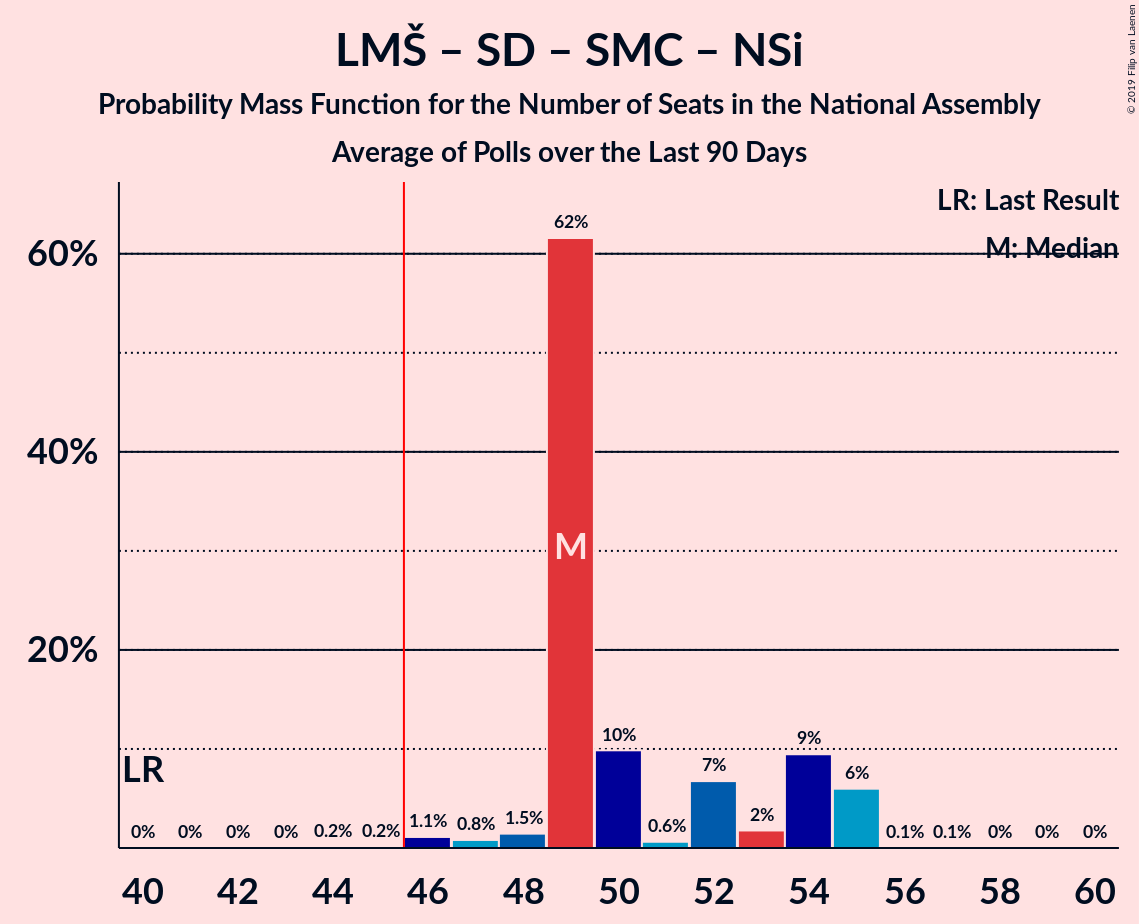 LMŠ – SD – SMC – NSi
Probability Mass Function for the Number of Seats in the National Assembly
Average of Polls over the Last 90 Days
© 2019 Filip van Laenen
LR: Last Result
M: Median
60%
40%
20%
LR
M
0% 0% 0% 0% 0.2% 0.2% 1.1% 0.8% 1.5% 62% 10% 0.6% 7% 2% 9% 6% 0.1% 0.1% 0% 0% 0%
40 42 44 46 48 50 52 54 56 58 60